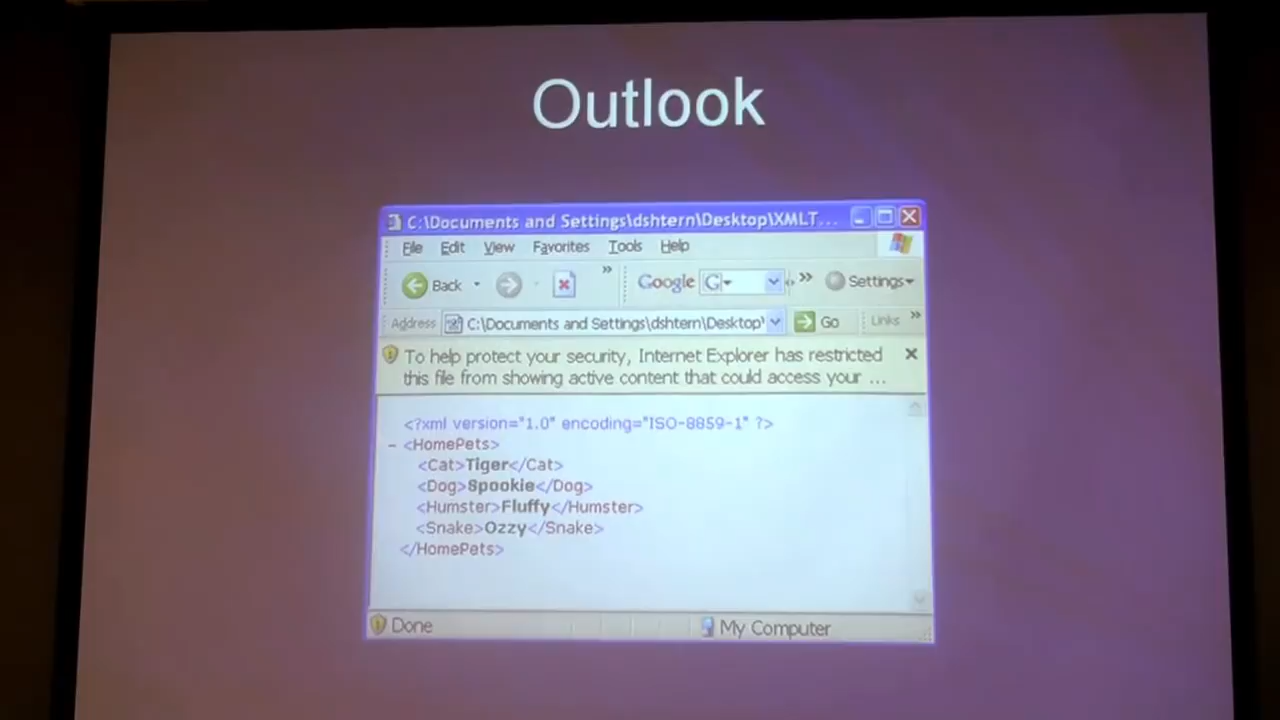 Outlook
C:\Documents and Settings\dshtern\Desktop\XMLT...
File Edit View Favorites Tools Help
Back » Google G » Settings
Address C:\Documents and Settings\dshtern\Desktop\ Go Links »
To help protect your security, Internet Explorer has restricted
this file from showing active content that could access your ...
<?xml version="1.0" encoding="ISO-8859-1" ?>
- <HomePets>
<Cat>Tiger</Cat>
<Dog>Spookie</Dog>
<Humster>Fluffy</Humster>
<Snake>Ozzy</Snake>
</HomePets>
Done My Computer